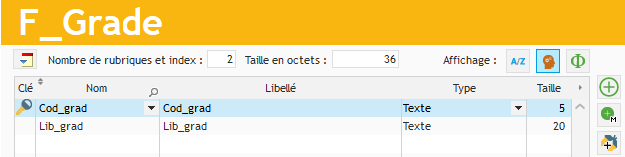 F_Grade
Nombre de rubriques et index : 2 Taille en octets : 36 Affichage : A/Z Φ
Clé Nom Libellé Type Taille
Cod_grad Cod_grad Texte 5
Lib_grad Lib_grad Texte 20
M